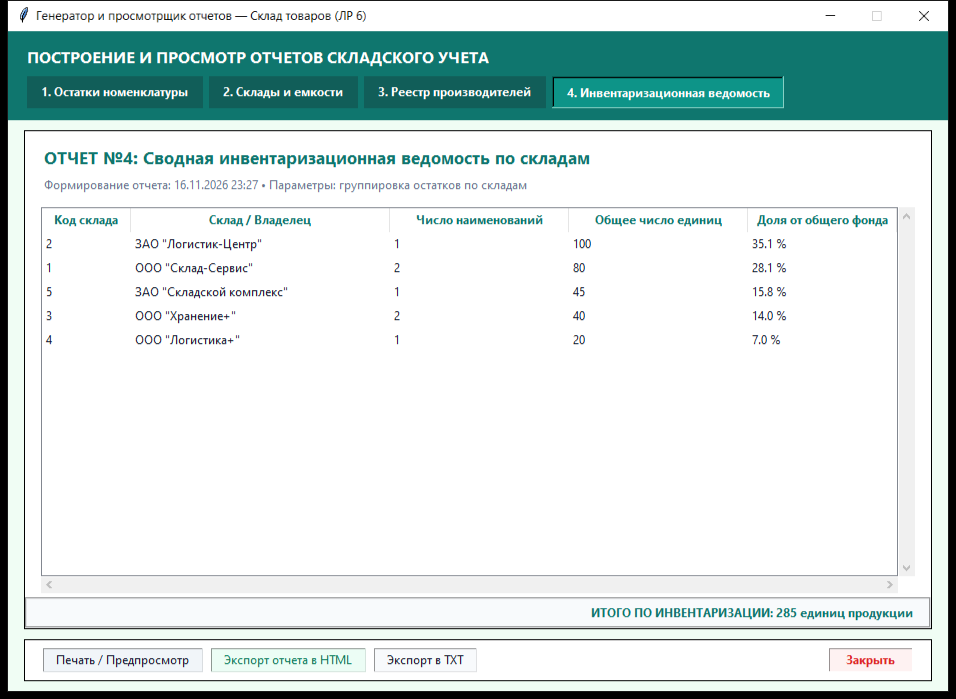 Генератор и просмотрщик отчетов — Склад товаров (ЛР 6)
ПОСТРОЕНИЕ И ПРОСМОТР ОТЧЕТОВ СКЛАДСКОГО УЧЕТА
1. Остатки номенклатуры 2. Склады и емкости 3. Реестр производителей 4. Инвентаризационная ведомость
ОТЧЕТ №4: Сводная инвентаризационная ведомость по складам
Формирование отчета: 16.11.2026 23:27 • Параметры: группировка остатков по складам
Код склада Склад / Владелец Число наименований Общее число единиц Доля от общего фонда
2 ЗАО "Логистик-Центр" 1 100 35.1 %
1 ООО "Склад-Сервис" 2 80 28.1 %
5 ЗАО "Складской комплекс" 1 45 15.8 %
3 ООО "Хранение+" 2 40 14.0 %
4 ООО "Логистика+" 1 20 7.0 %
ИТОГО ПО ИНВЕНТАРИЗАЦИИ: 285 единиц продукции
Печать / Предпросмотр Экспорт отчета в HTML Экспорт в TXT Закрыть